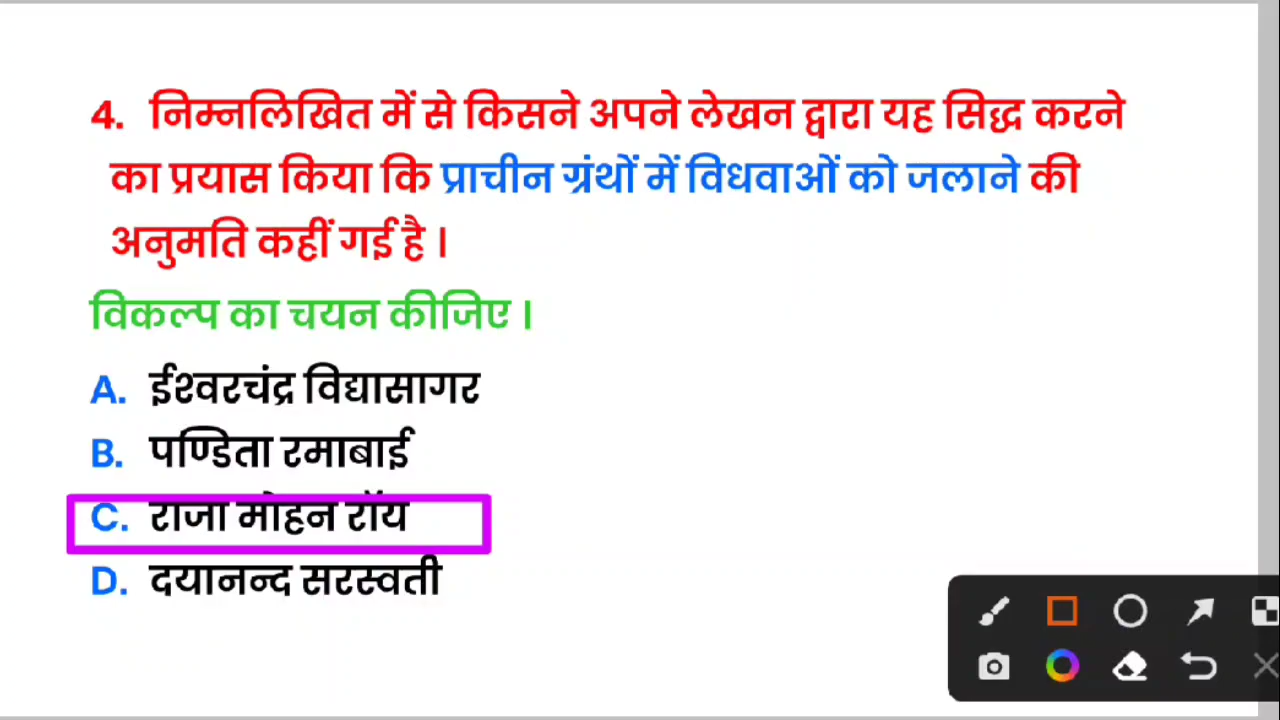 4. निम्नलिखित में से किसने अपने लेखन द्वारा यह सिद्ध करने
का प्रयास किया कि प्राचीन ग्रंथों में विधवाओं को जलाने की
अनुमति कहीं गई है ।
विकल्प का चयन कीजिए ।
A. ईश्वरचंद्र विद्यासागर
B. पण्डिता रमाबाई
C. राजा मोहन रॉय
D. दयानन्द सरस्वती